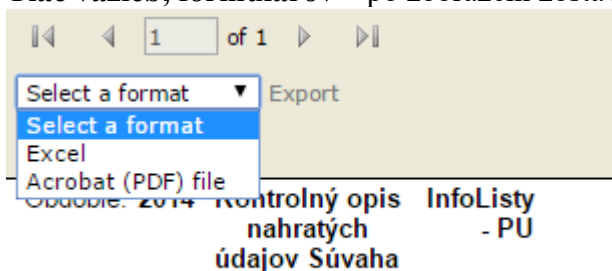 1 of 1
Select a format Export
Select a format
Excel
Acrobat (PDF) file
2014 Kontrolný opis InfoListy
nahratých - PU
údajov Súvaha